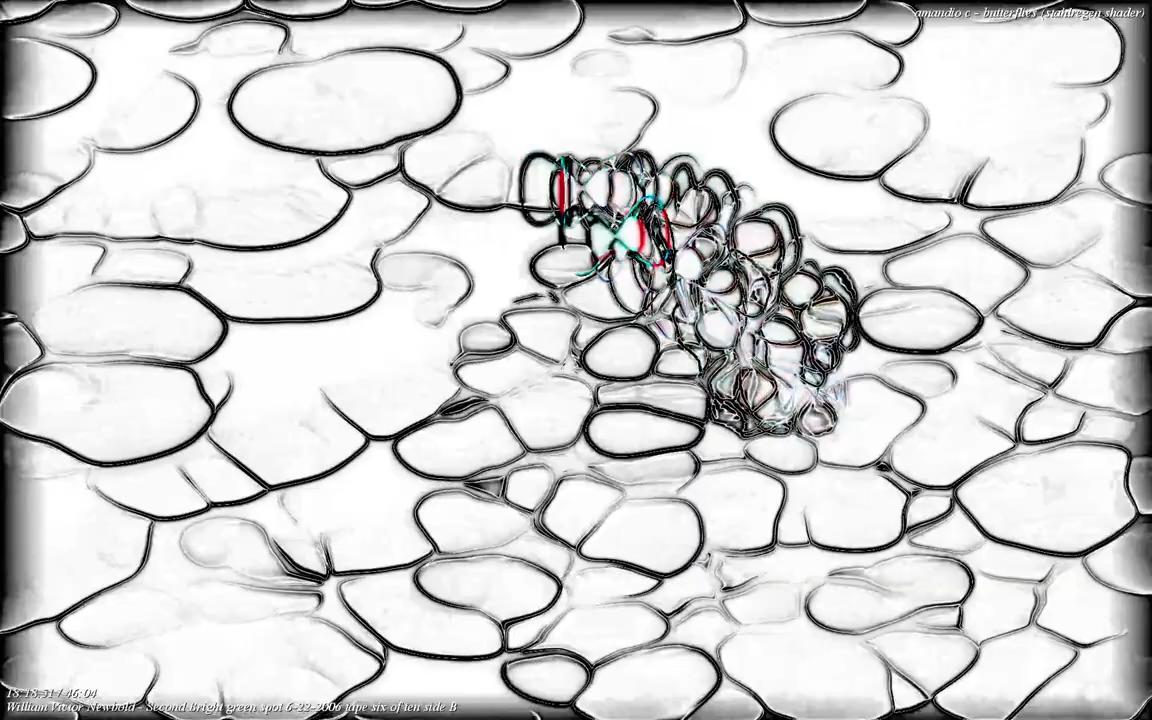 amandio c - butterflies (stahlregen shader)
18:18.51 / 46:04
William Victor Newbold - Second Bright green spot 6-22-2006 tape six of ten side B